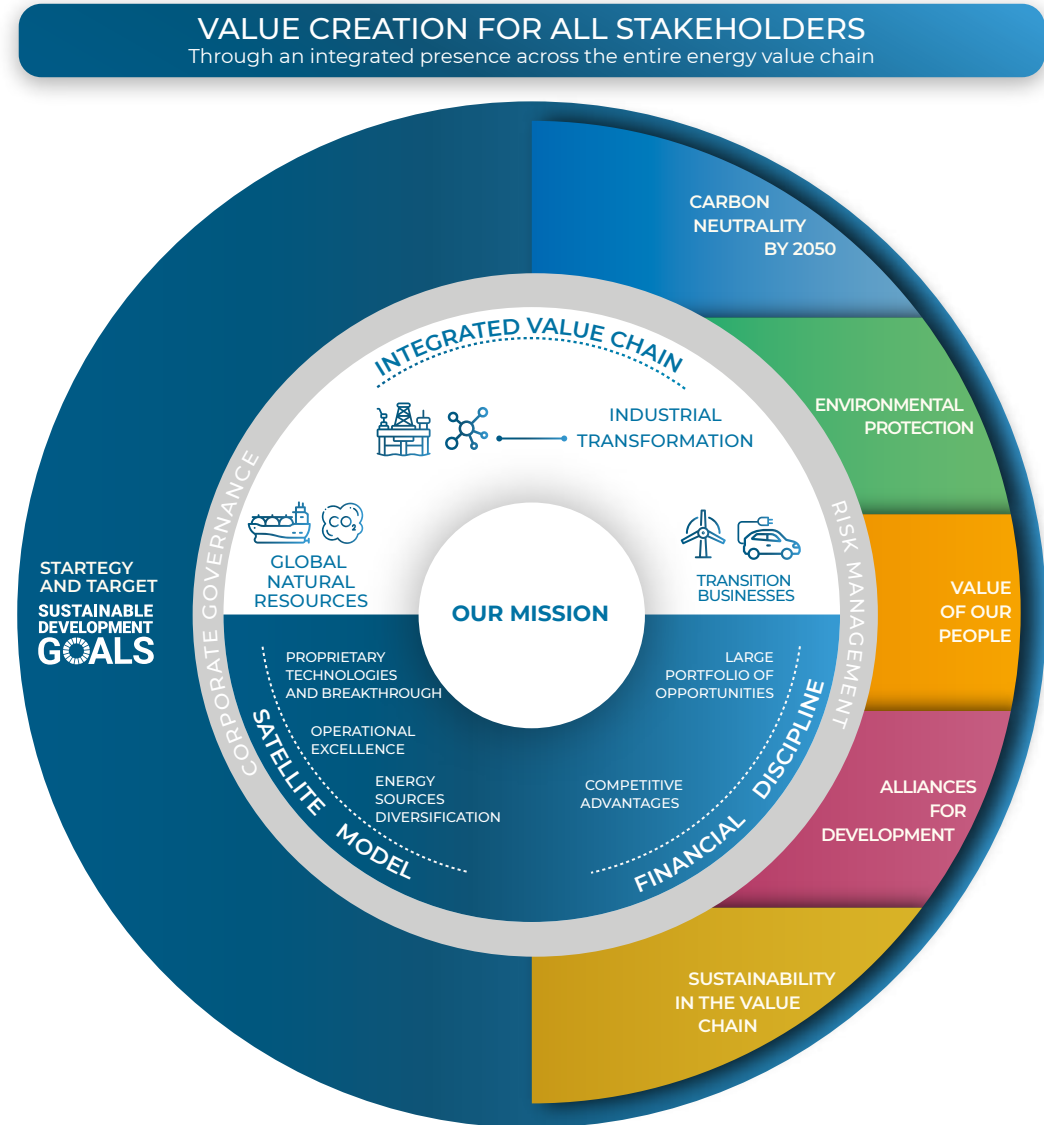 VALUE CREATION FOR ALL STAKEHOLDERS
Through an integrated presence across the entire energy value chain
CARBON
NEUTRALITY
BY 2050
ENVIRONMENTAL
PROTECTION
VALUE
OF OUR
PEOPLE
ALLIANCES
FOR
DEVELOPMENT
SUSTAINABILITY
IN THE VALUE
CHAIN
STARTEGY
AND TARGET
SUSTAINABLE
DEVELOPMENT
GOALS
CORPORATE GOVERNANCE
RISK MANAGEMENT
INTEGRATED VALUE CHAIN
INDUSTRIAL
TRANSFORMATION
CO₂
GLOBAL
NATURAL
RESOURCES
TRANSITION
BUSINESSES
OUR MISSION
PROPRIETARY
TECHNOLOGIES
AND BREAKTHROUGH
OPERATIONAL
EXCELLENCE
ENERGY
SOURCES
DIVERSIFICATION
SATELLITE MODEL
LARGE
PORTFOLIO OF
OPPORTUNITIES
COMPETITIVE
ADVANTAGES
FINANCIAL DISCIPLINE